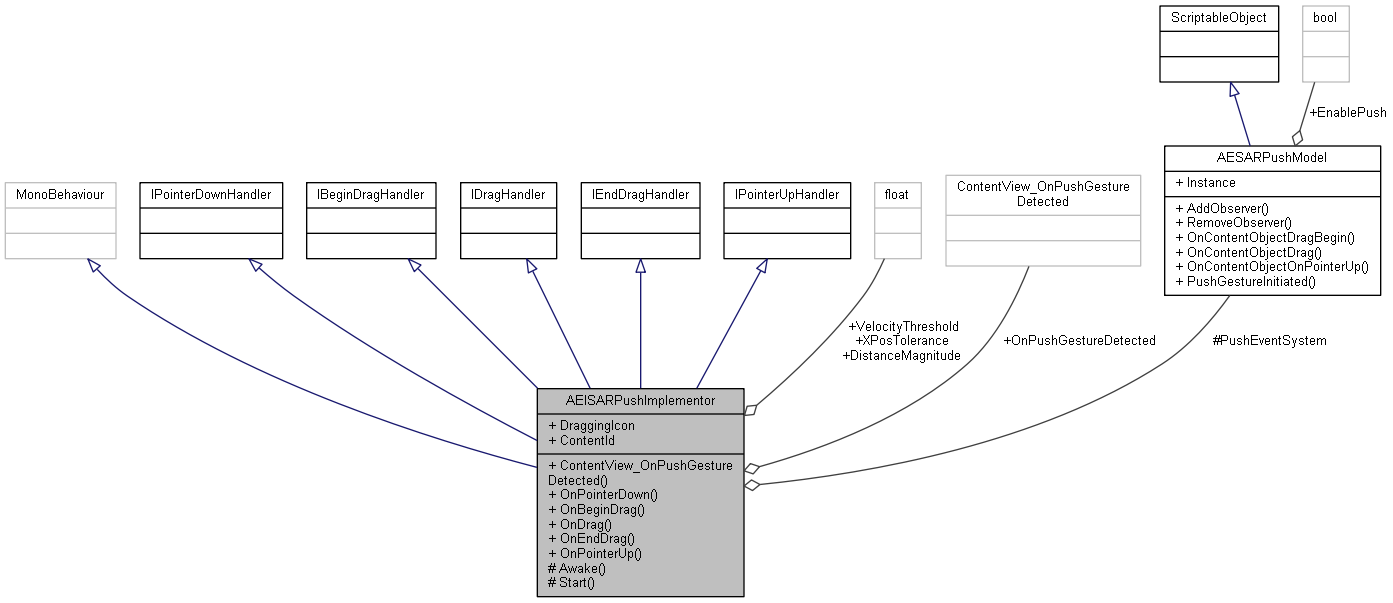 ScriptableObject
bool
+EnablePush
AESARPushModel
+ Instance
+ AddObserver()
+ RemoveObserver()
+ OnContentObjectDragBegin()
+ OnContentObjectDrag()
+ OnContentObjectOnPointerUp()
+ PushGestureInitiated()
MonoBehaviour
IPointerDownHandler
IBeginDragHandler
IDragHandler
IEndDragHandler
IPointerUpHandler
float
ContentView_OnPushGesture
Detected
+VelocityThreshold
+XPosTolerance
+DistanceMagnitude
+OnPushGestureDetected
#PushEventSystem
AEISARPushImplementor
+ DraggingIcon
+ ContentId
+ ContentView_OnPushGesture
Detected()
+ OnPointerDown()
+ OnBeginDrag()
+ OnDrag()
+ OnEndDrag()
+ OnPointerUp()
# Awake()
# Start()